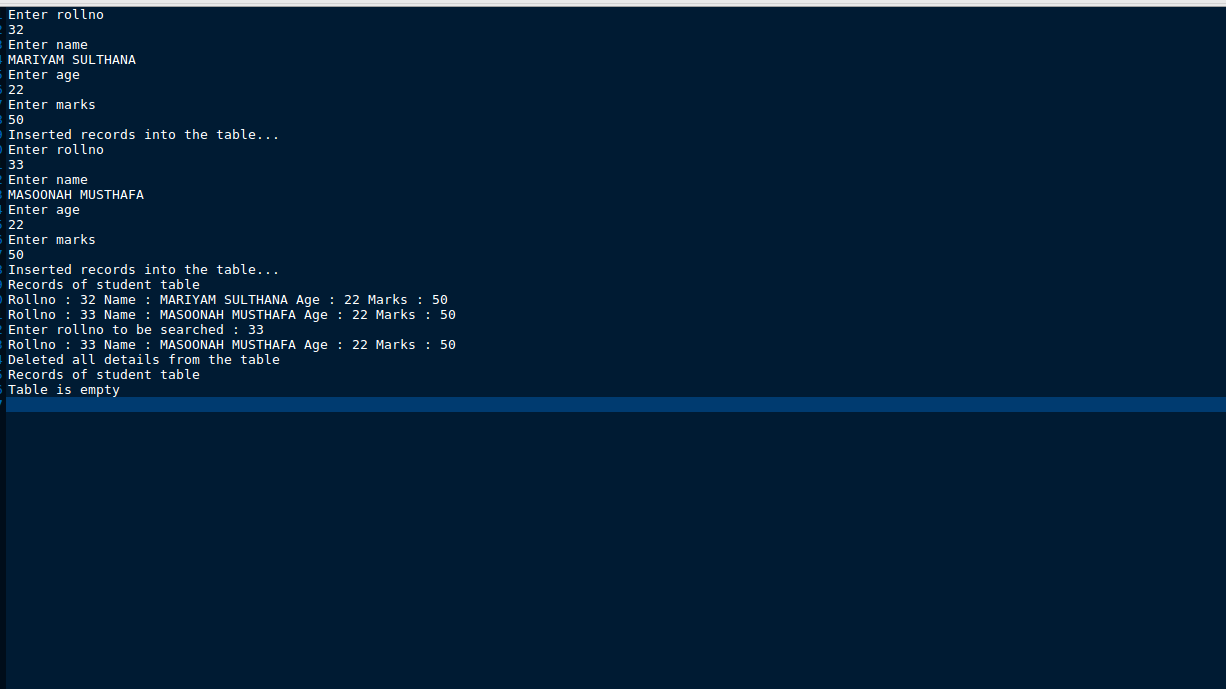 Enter rollno
32
Enter name
MARIYAM SULTHANA
Enter age
22
Enter marks
50
Inserted records into the table...
Enter rollno
33
Enter name
MASOONAH MUSTHAFA
Enter age
22
Enter marks
50
Inserted records into the table...
Records of student table
Rollno : 32 Name : MARIYAM SULTHANA Age : 22 Marks : 50
Rollno : 33 Name : MASOONAH MUSTHAFA Age : 22 Marks : 50
Enter rollno to be searched : 33
Rollno : 33 Name : MASOONAH MUSTHAFA Age : 22 Marks : 50
Deleted all details from the table
Records of student table
Table is empty